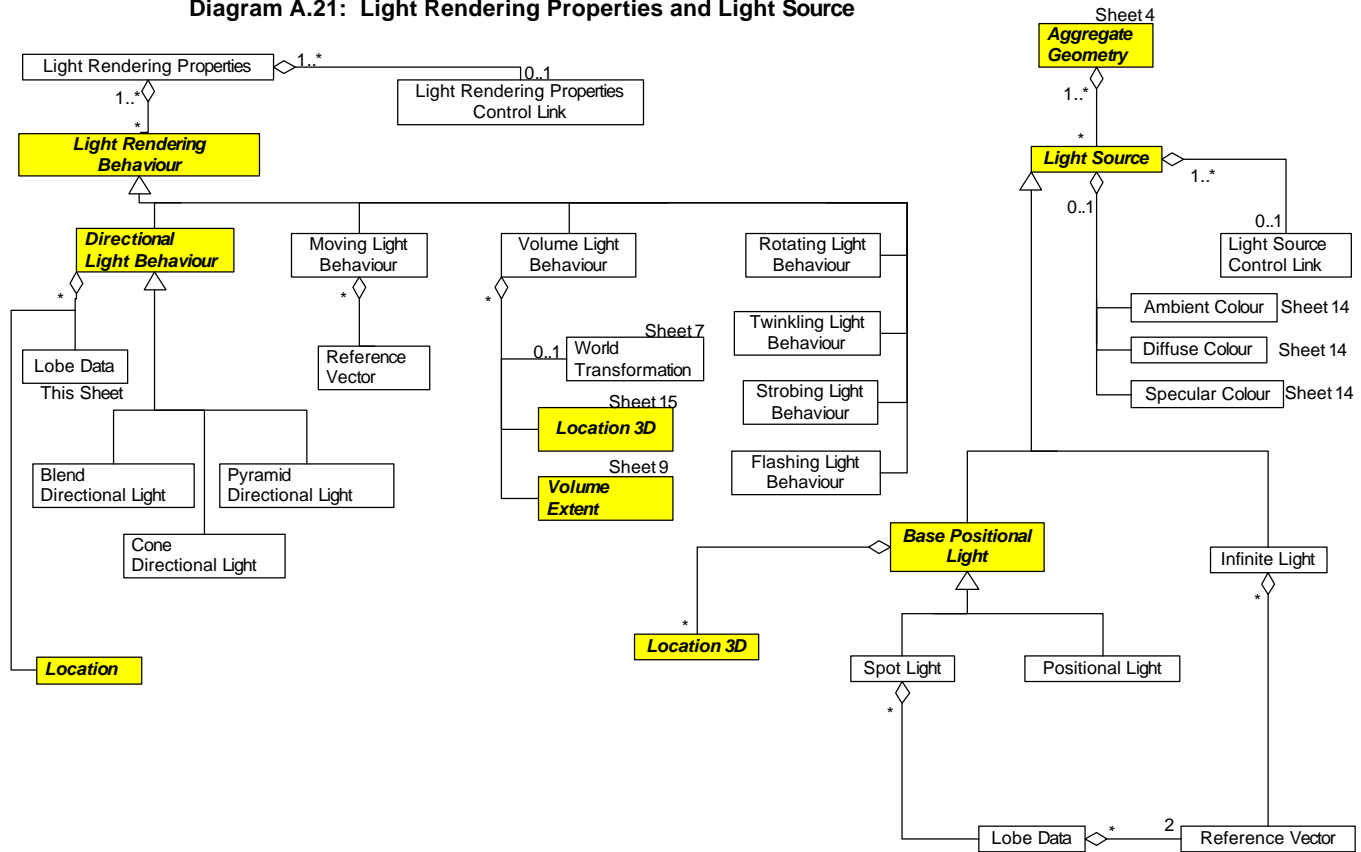 Diagram A.21: Light Rendering Properties and Light Source
Sheet 4
Aggregate
Geometry
1..*
*
Light Rendering Properties
1..*
0..1
Light Rendering Properties
Control Link
1..*
*
Light Rendering
Behaviour
Light Source
1..*
0..1
0..1
Light Source
Control Link
Ambient Colour
Sheet 14
Diffuse Colour
Sheet 14
Specular Colour
Sheet 14
Directional
Light Behaviour
*
Lobe Data
This Sheet
Moving Light
Behaviour
*
Reference
Vector
Volume Light
Behaviour
*
Sheet 7
0..1
World
Transformation
Sheet 15
Location 3D
Sheet 9
Volume
Extent
Rotating Light
Behaviour
Twinkling Light
Behaviour
Strobing Light
Behaviour
Flashing Light
Behaviour
Blend
Directional Light
Pyramid
Directional Light
Cone
Directional Light
Location
Base Positional
Light
*
Location 3D
Infinite Light
*
Spot Light
*
Positional Light
Lobe Data
*
2
Reference Vector